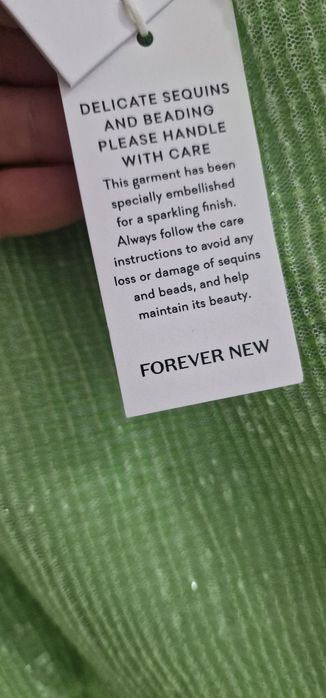 DELICATE SEQUINS
AND BEADING
PLEASE HANDLE
WITH CARE
This garment has been
specially embellished
for a sparkling finish.
Always follow the care
instructions to avoid any
loss or damage of sequins
and beads, and help
maintain its beauty.
FOREVER NEW